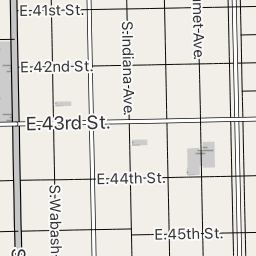 E. 41st St.
E. 42nd St.
S. Indiana Ave.
E. 43rd St.
E. 44th St.
S. Wabash
E. 45th St.